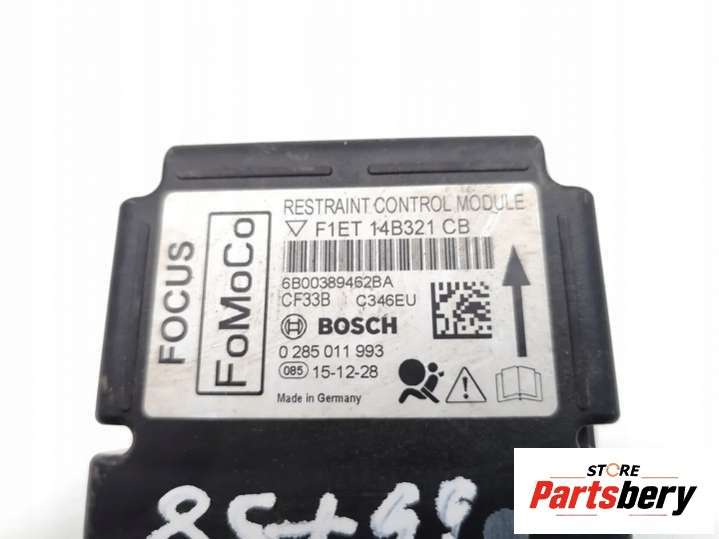 FOCUS
FoMoCo
RESTRAINT CONTROL MODULE
F1ET 14B321 CB
6B00389462BA
CF33B C346EU
BOSCH
0 285 011 993
085 15-12-28
Made in Germany
STORE
Partsbery